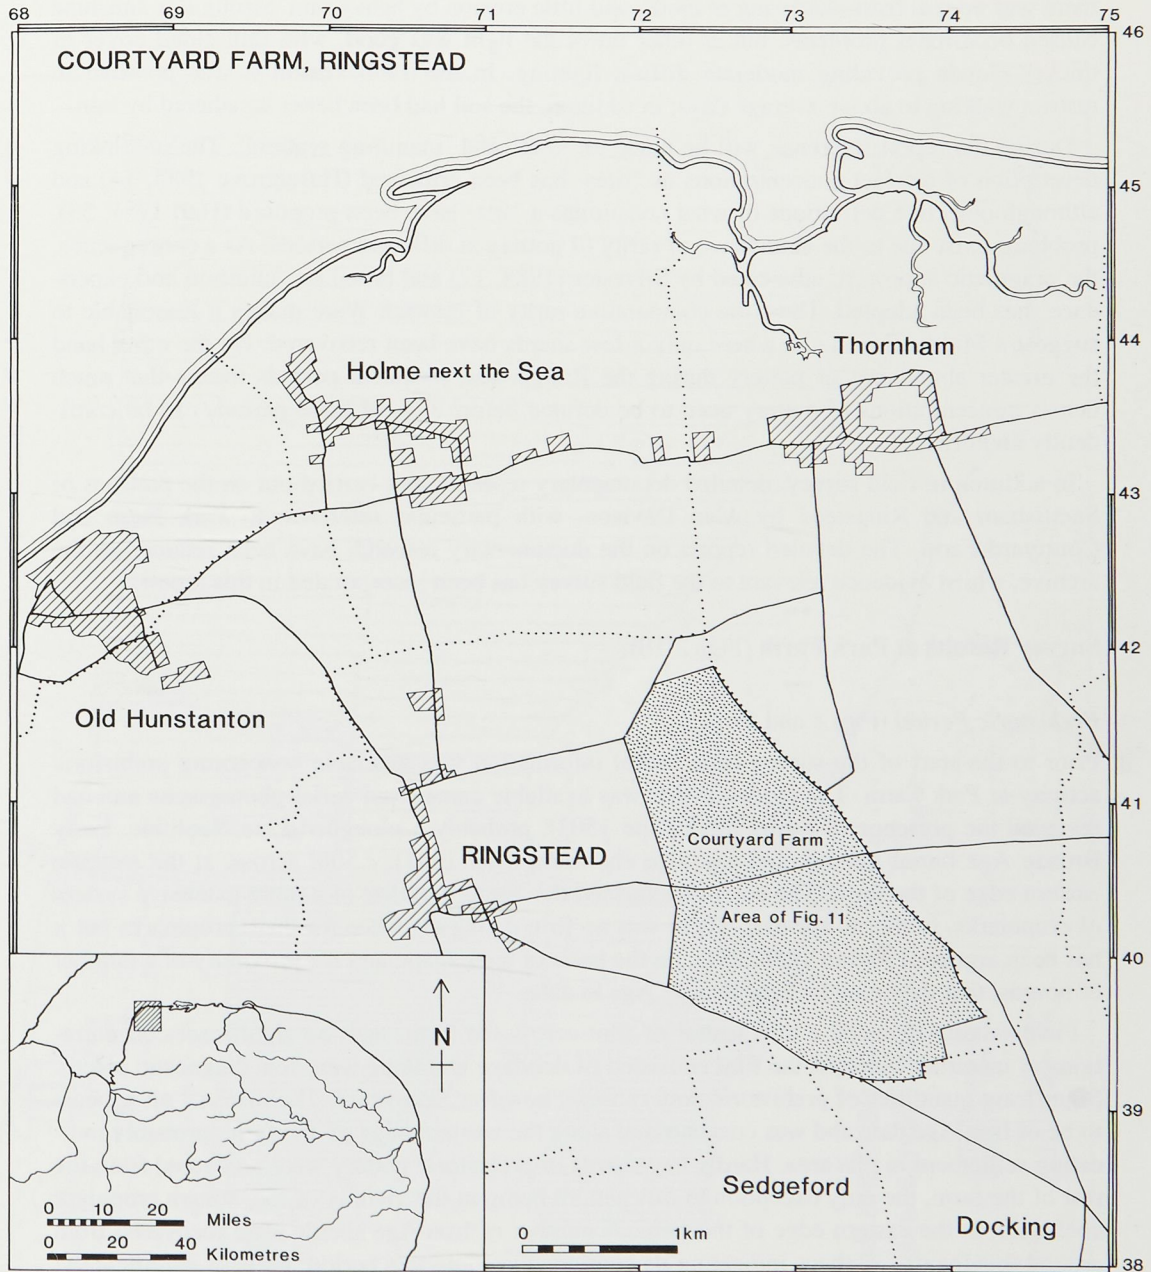 68 69 70 71 72 73 74 75
46
COURTYARD FARM, RINGSTEAD
45
44
Thornham
Holme next the Sea
43
42
Old Hunstanton
41
Courtyard Farm
RINGSTEAD
Area of Fig. 11
40
N
39
Sedgeford
0 10 20
Miles
Docking
0 1km
0 20 40
Kilometres
38